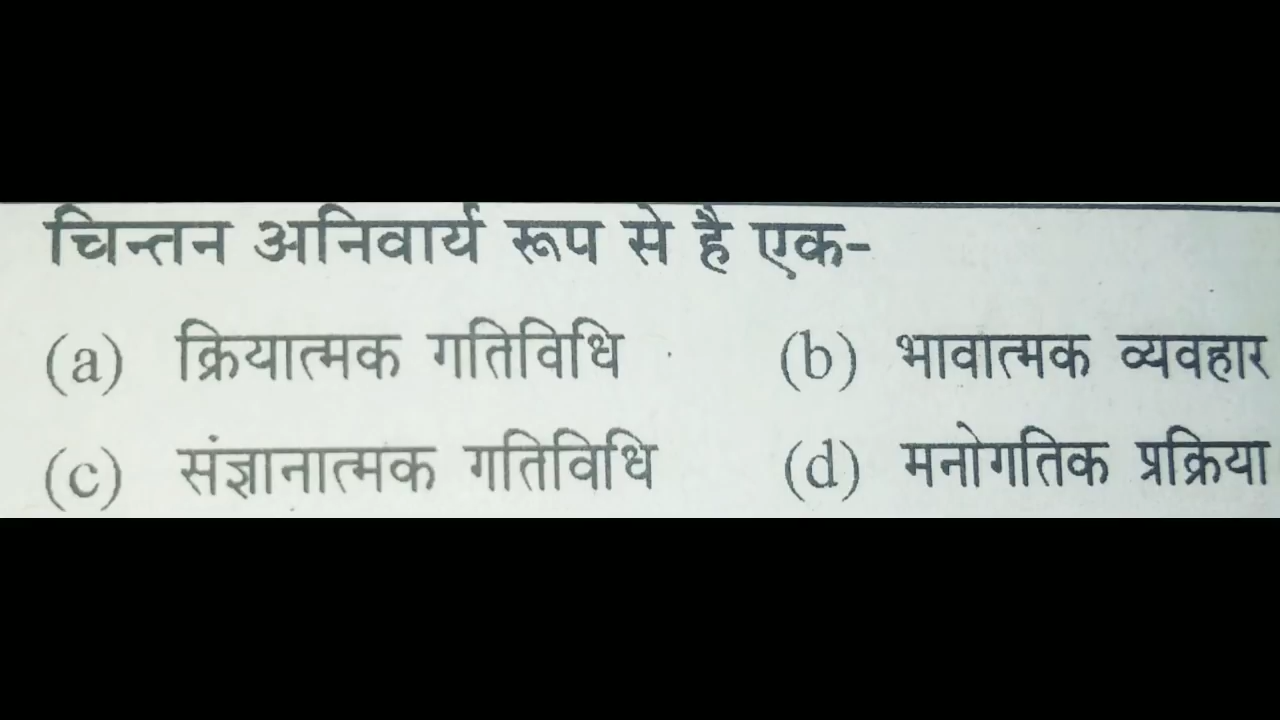 चिन्तन अनिवार्य रूप से है एक-
(a) क्रियात्मक गतिविधि (b) भावात्मक व्यवहार
(c) संज्ञानात्मक गतिविधि (d) मनोगतिक प्रक्रिया